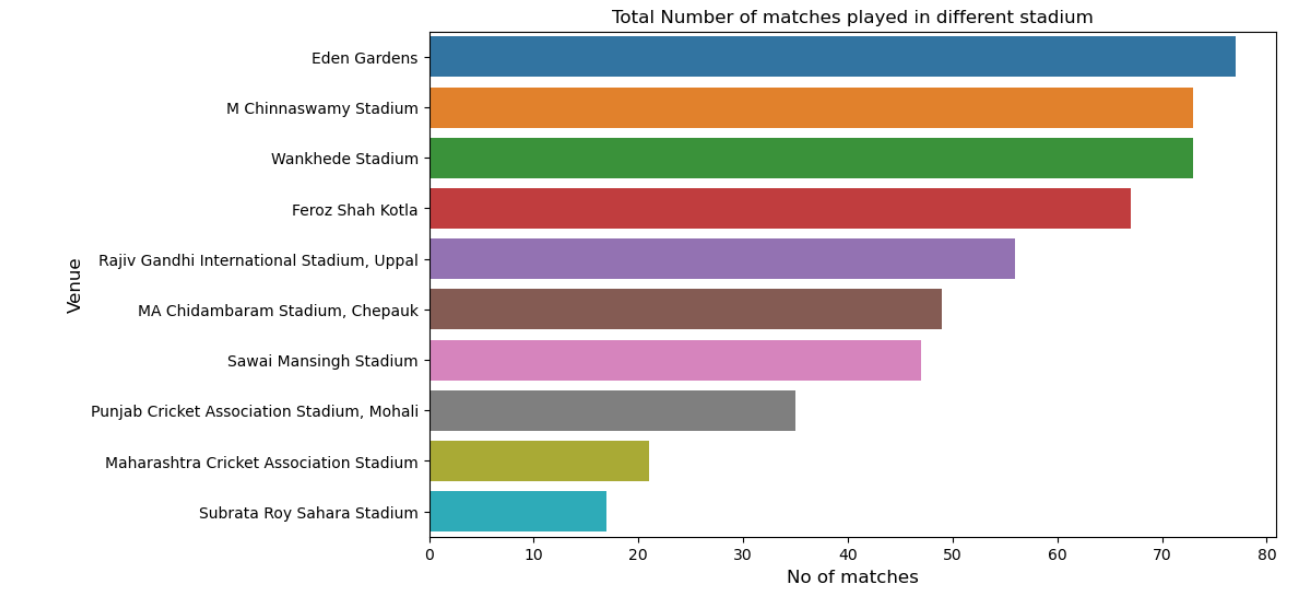 Total Number of matches played in different stadium
Venue
Eden Gardens
M Chinnaswamy Stadium
Wankhede Stadium
Feroz Shah Kotla
Rajiv Gandhi International Stadium, Uppal
MA Chidambaram Stadium, Chepauk
Sawai Mansingh Stadium
Punjab Cricket Association Stadium, Mohali
Maharashtra Cricket Association Stadium
Subrata Roy Sahara Stadium
0 10 20 30 40 50 60 70 80
No of matches